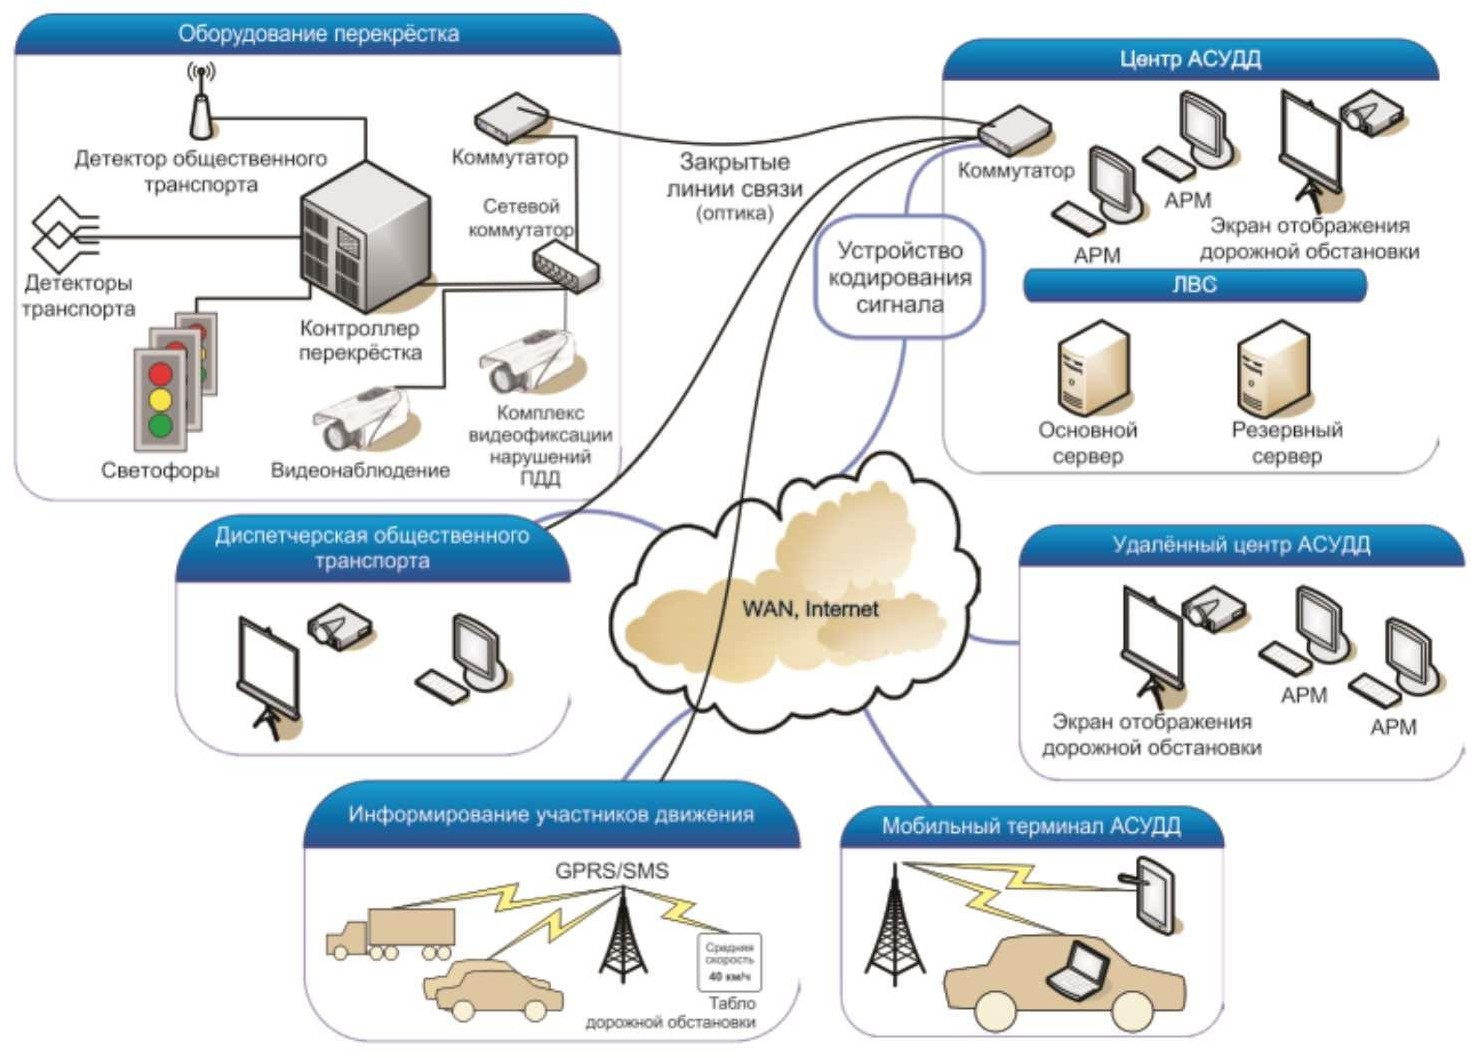 Оборудование перекрёстка
Детектор общественного
транспорта
Детекторы
транспорта
Контроллер
перекрёстка
Светофоры
Видеонаблюдение
Коммутатор
Сетевой
коммутатор
Комплекс
видеофиксации
нарушений
ПДД
Закрытые
линии связи
(оптика)
Устройство
кодирования
сигнала
Центр АСУДД
Коммутатор
АРМ
АРМ
Экран отображения
дорожной обстановки
ЛВС
Основной
сервер
Резервный
сервер
Диспетчерская общественного
транспорта
WAN, Internet
Удалённый центр АСУДД
Экран отображения
дорожной обстановки
АРМ
АРМ
Информирование участников движения
GPRS/SMS
Средняя
скорость
40 км/ч
Табло
дорожной обстановки
Мобильный терминал АСУДД